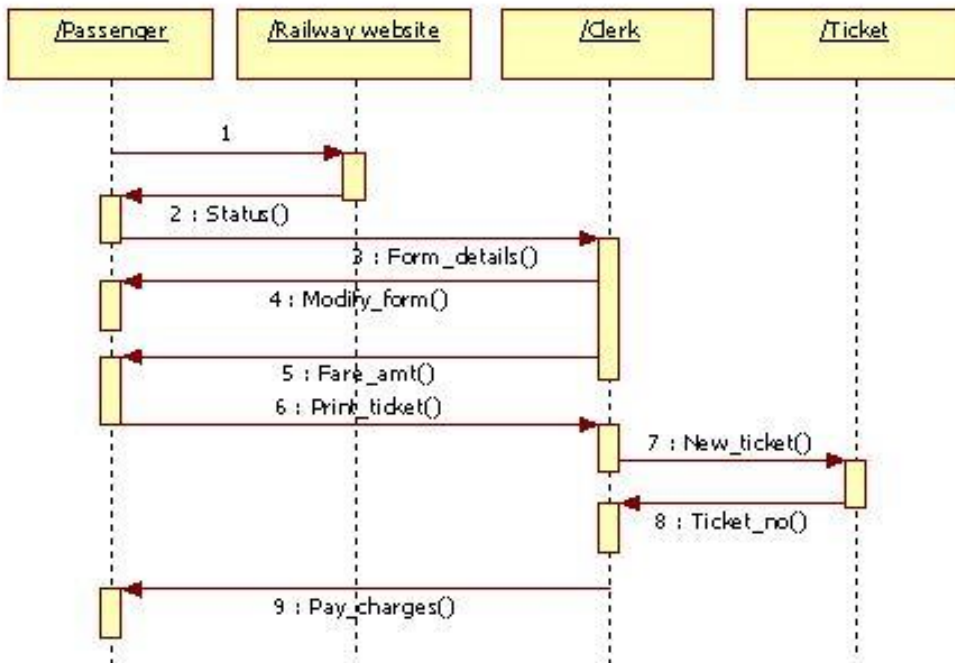 /Passenger
/Railway website
/Clerk
/Ticket
1
2 : Status()
3 : Form_details()
4 : Modify_form()
5 : Fare_amt()
6 : Print_ticket()
7 : New_ticket()
8 : Ticket_no()
9 : Pay_charges()